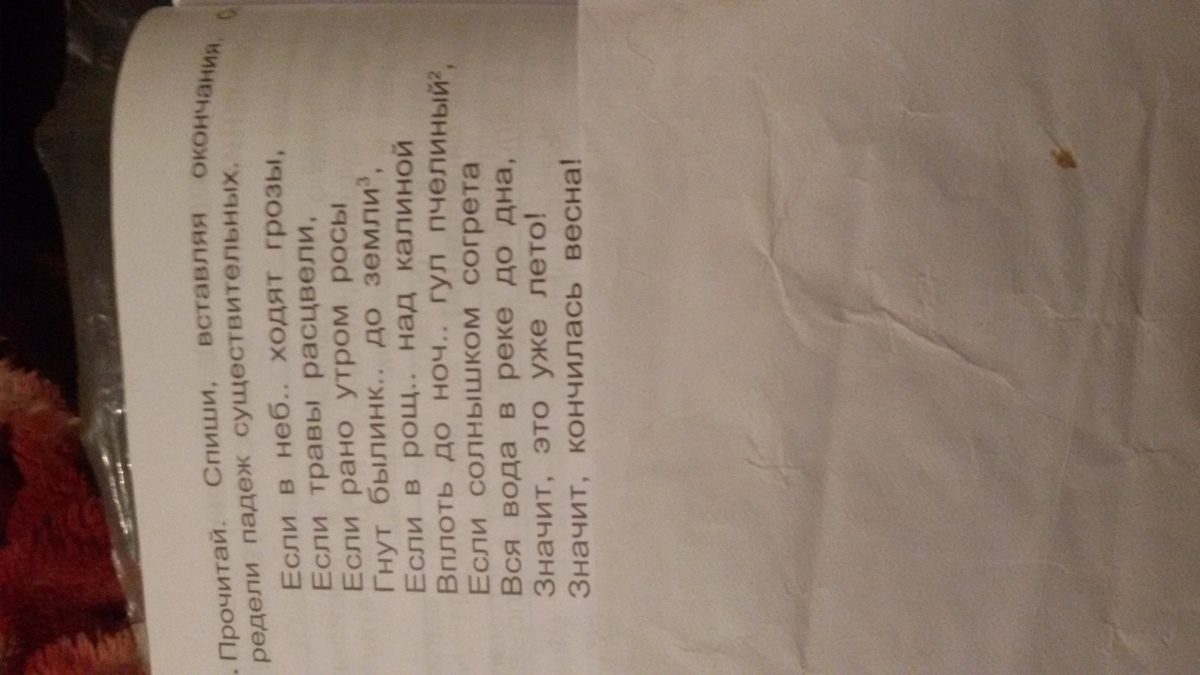 . Прочитай. Спиши, вставляя окончания.
редели падеж существительных.
Если в неб.. ходят грозы,
Если травы расцвели,
Если рано утром росы
Гнут былинк.. до земли³,
Если в рощ.. над калиной
Вплоть до ноч.. гул пчелиный²,
Если солнышком согрета
Вся вода в реке до дна,
Значит, это уже лето!
Значит, кончилась весна!